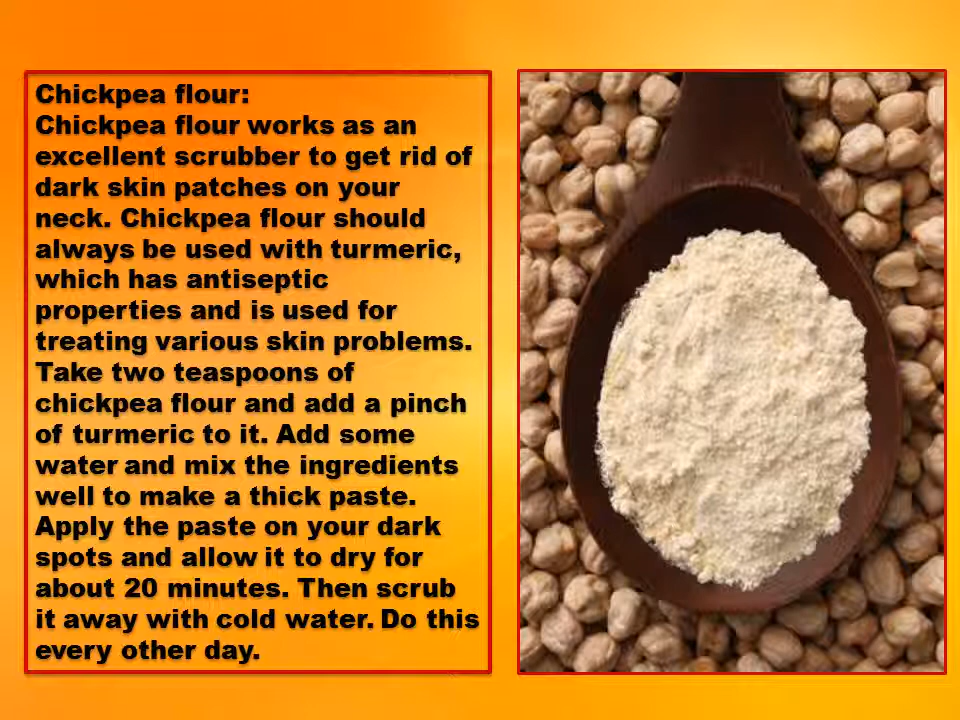 Chickpea flour:
Chickpea flour works as an
excellent scrubber to get rid of
dark skin patches on your
neck. Chickpea flour should
always be used with turmeric,
which has antiseptic
properties and is used for
treating various skin problems.
Take two teaspoons of
chickpea flour and add a pinch
of turmeric to it. Add some
water and mix the ingredients
well to make a thick paste.
Apply the paste on your dark
spots and allow it to dry for
about 20 minutes. Then scrub
it away with cold water. Do this
every other day.